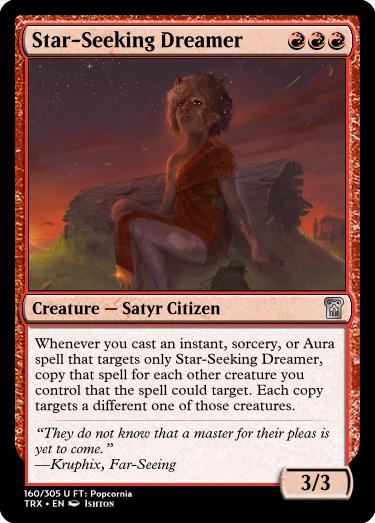 Star-Seeking Dreamer
Creature — Satyr Citizen
Whenever you cast an instant, sorcery, or Aura
spell that targets only Star-Seeking Dreamer,
copy that spell for each other creature you
control that the spell could target. Each copy
targets a different one of those creatures.
“They do not know that a master for their pleas is
yet to come.”
—Kruphix, Far-Seeing
3/3
160/305 U FT: Popcornia
TRX • EN Ishton